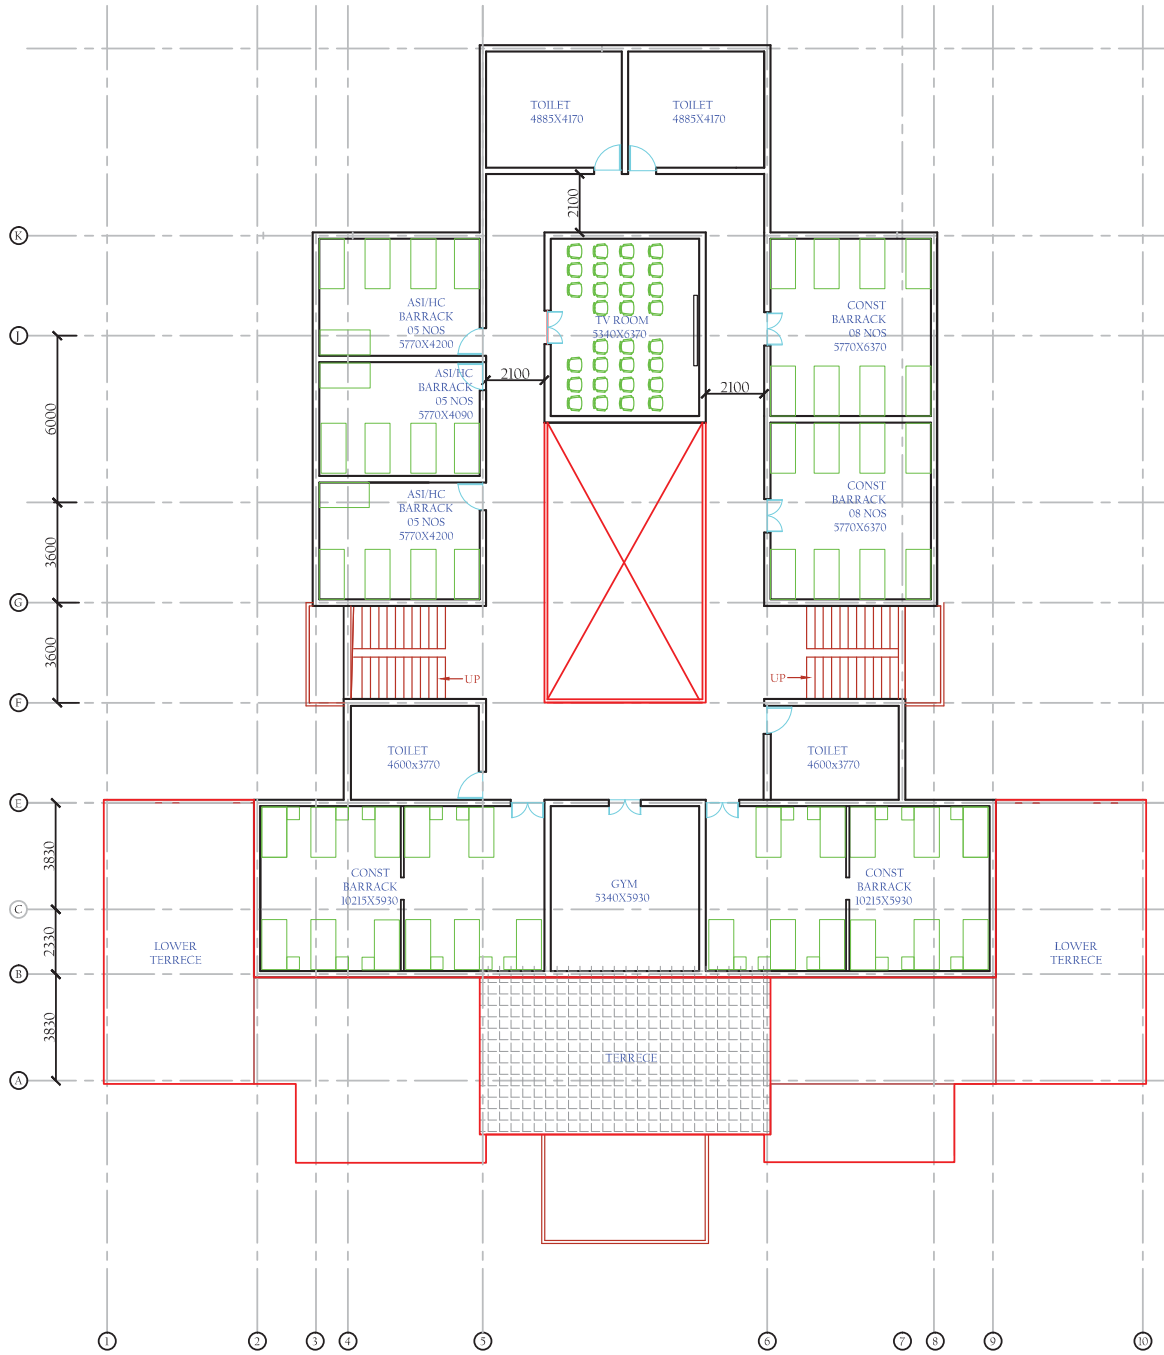 TOILET
4885X4170
TOILET
4885X4170
2100
K
ASI/HC
BARRACK
05 NOS
5770X4200
TV ROOM
5340X6370
CONST
BARRACK
08 NOS
5770X6370
J
ASI/HC
BARRACK
05 NOS
5770X4090
2100
2100
6000
ASI/HC
BARRACK
05 NOS
5770X4200
CONST
BARRACK
08 NOS
5770X6370
3600
G
3600
UP
UP
F
TOILET
4600x3770
TOILET
4600x3770
E
3830
CONST
BARRACK
10215X5930
GYM
5340X5930
CONST
BARRACK
10215X5930
C
2330
LOWER
TERRECE
LOWER
TERRECE
B
3830
TERRECE
A
1
2
3
4
5
6
7
8
9
10